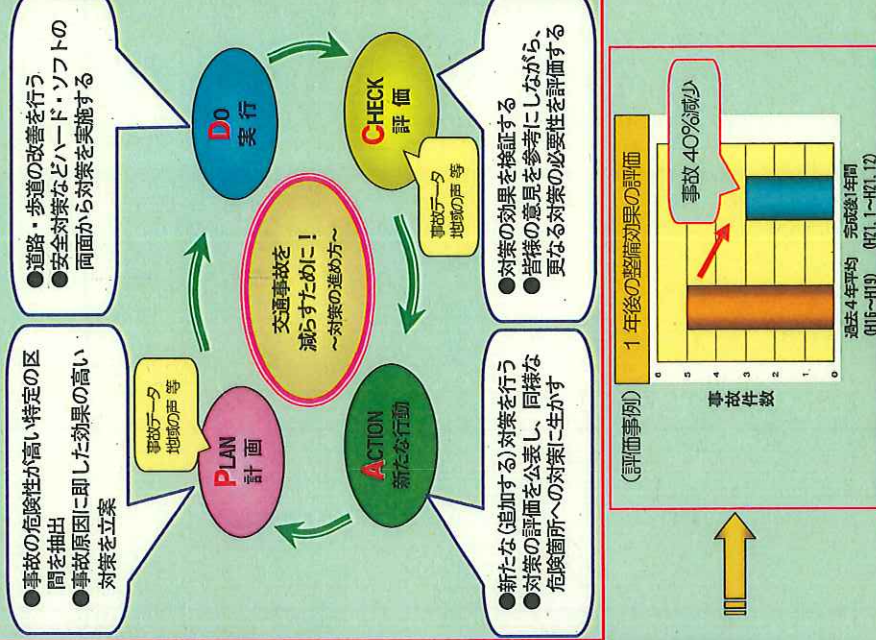 ●事故の危険性が高い特定の区
間を抽出
●事故原因に即した効果の高い
対策を立案
事故データ
地域の声 等
PLAN
計 画
●道路・歩道の改善を行う
●安全対策などハード・ソフトの
両面から対策を実施する
DO
実 行
交通事故を
減らすために！
～対策の進め方～
CHECK
評 価
事故データ
地域の声 等
●対策の効果を検証する
●皆様の意見を参考にしながら、
更なる対策の必要性を評価する
ACTION
新たな行動
●新たな（追加する）対策を行う
●対策の評価を公表し、同様な
危険箇所への対策に生かす
（評価事例）
１年後の整備効果の評価
事故40%減少
事故件数
6
5
4
3
2
1
0
過去４年平均 完成後1年間
(H16～H19) (H21.1～H21.12)